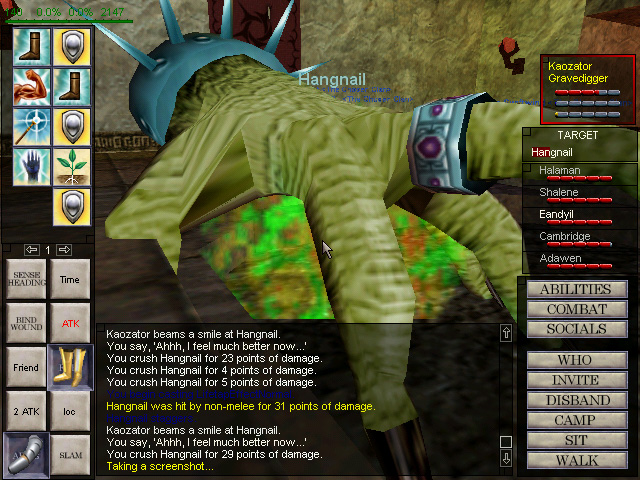 0.0% 0.0% 2147
Hangnail
Kaozator
Gravedigger
TARGET
Hangnail
Halaman
Shalene
Eandyil
Cambridge
Adawen
1
SENSE HEADING
Time
BIND WOUND
ATK
Friend
2 ATK
loc
SLAM
ABILITIES
COMBAT
SOCIALS
WHO
INVITE
DISBAND
CAMP
SIT
WALK
Kaozator beams a smile at Hangnail.
You say, 'Ahhh, I feel much better now...'
You crush Hangnail for 23 points of damage.
You crush Hangnail for 4 points of damage.
You crush Hangnail for 5 points of damage.
Hangnail was hit by non-melee for 31 points of damage.
Kaozator beams a smile at Hangnail.
You say, 'Ahhh, I feel much better now...'
You crush Hangnail for 29 points of damage.
Taking a screenshot...